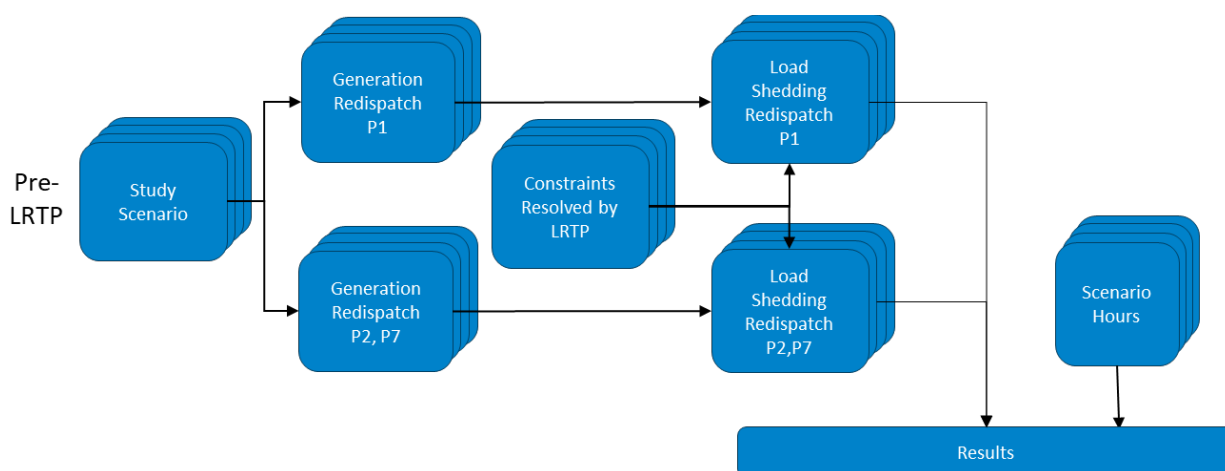 Pre-
LRTP
Study
Scenario
Generation
Redispatch
P1
Generation
Redispatch
P2, P7
Constraints
Resolved by
LRTP
Load
Shedding
Redispatch
P1
Load
Shedding
Redispatch
P2,P7
Scenario
Hours
Results